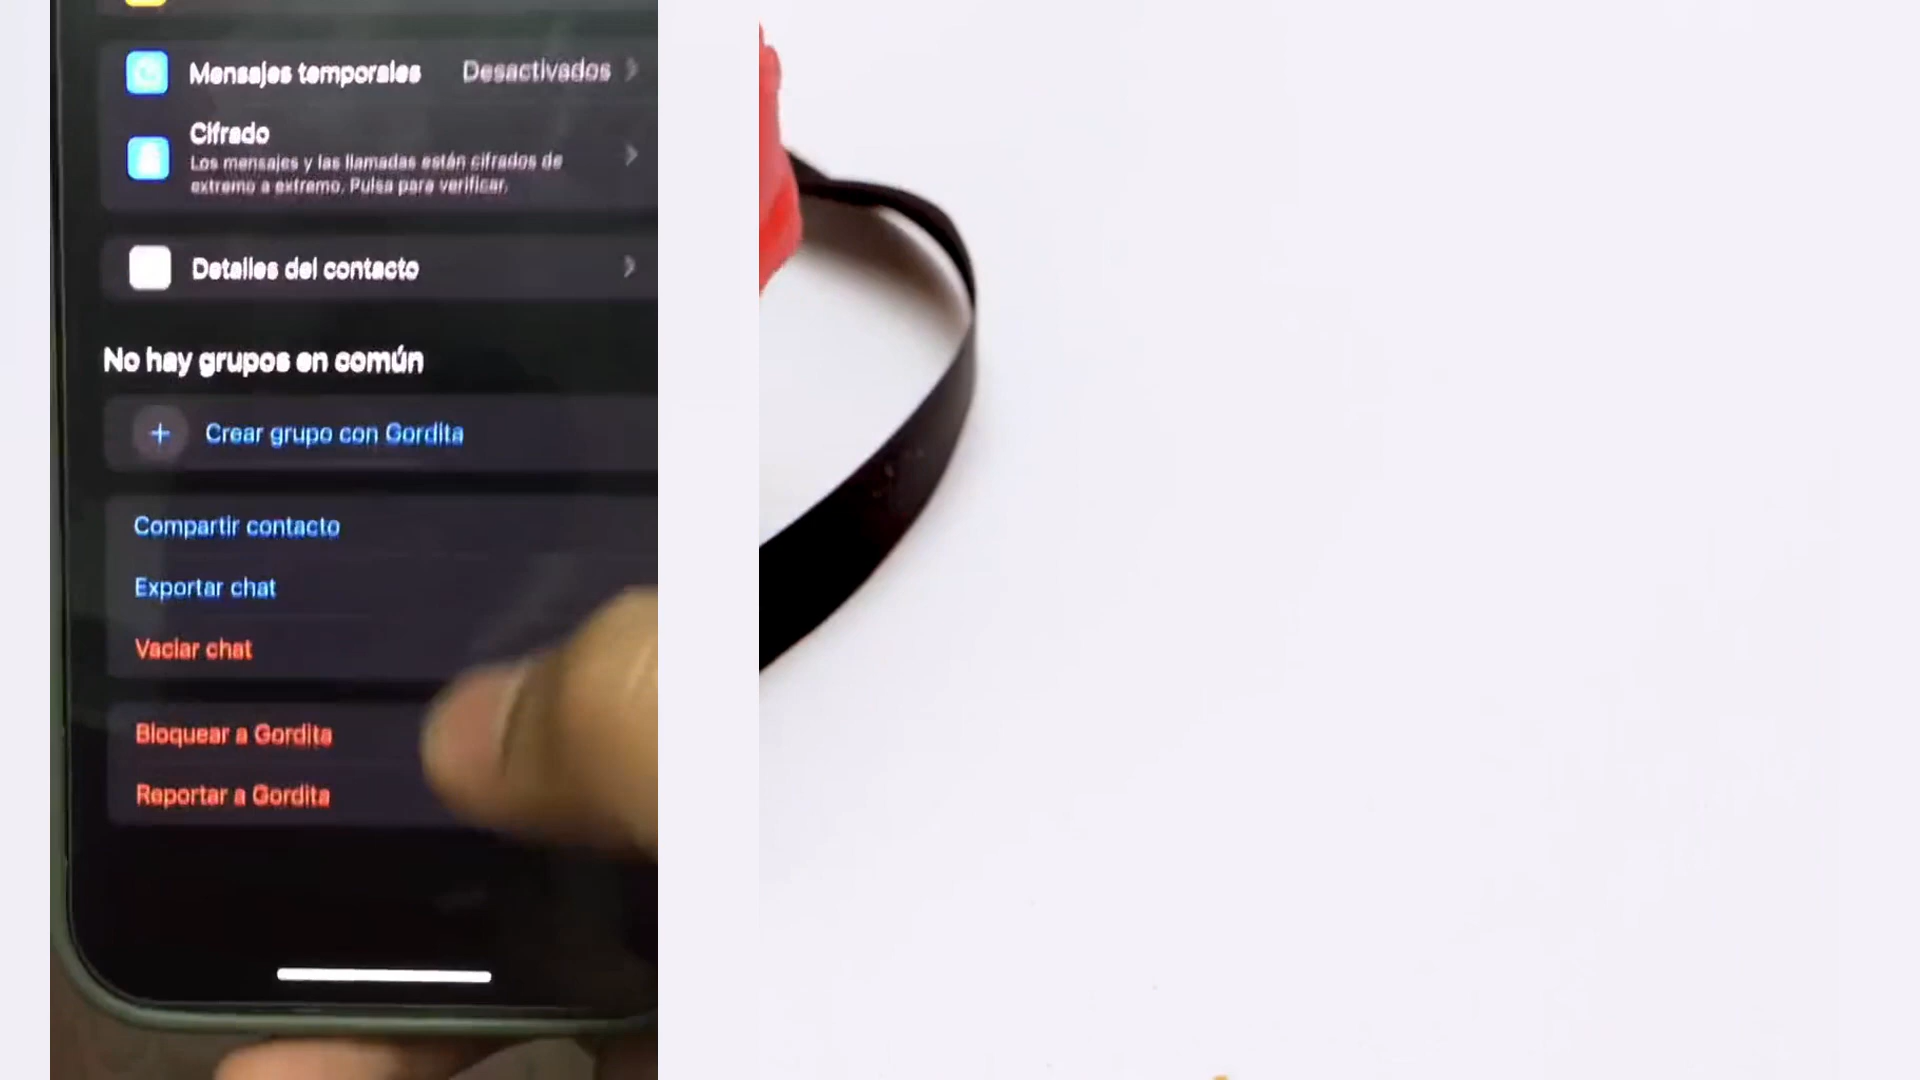 Mensajes temporales Desactivados
Cifrado
Los mensajes y las llamadas están cifrados de
extremo a extremo. Pulsa para verificar.
Detalles del contacto
No hay grupos en común
+ Crear grupo con Gordita
Compartir contacto
Exportar chat
Vaciar chat
Bloquear a Gordita
Reportar a Gordita